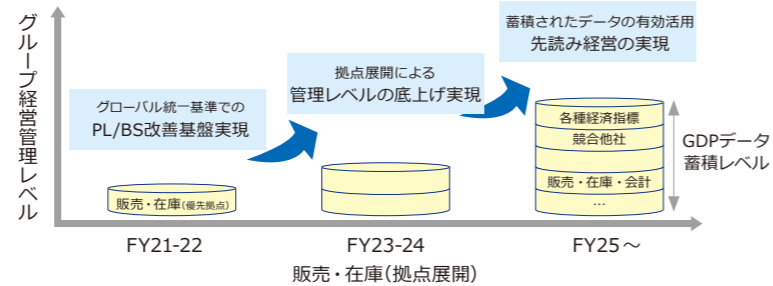 グループ経営管理レベル
グローバル統一基準での
PL/BS改善基盤実現
拠点展開による
管理レベルの底上げ実現
蓄積されたデータの有効活用
先読み経営の実現
販売・在庫(優先拠点)
各種経済指標
競合他社
販売・在庫・会計
…
GDPデータ
蓄積レベル
FY21-22
FY23-24
FY25～
販売・在庫(拠点展開)